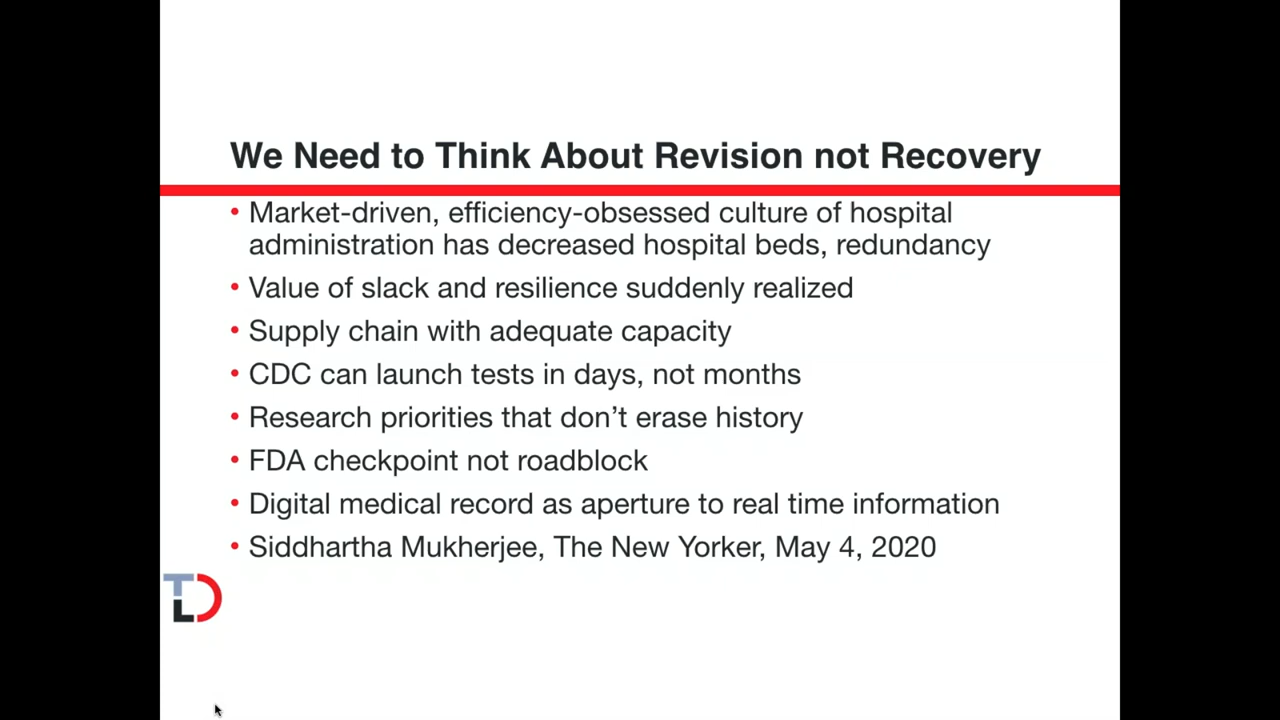 We Need to Think About Revision not Recovery
• Market-driven, efficiency-obsessed culture of hospital
administration has decreased hospital beds, redundancy
• Value of slack and resilience suddenly realized
• Supply chain with adequate capacity
• CDC can launch tests in days, not months
• Research priorities that don’t erase history
• FDA checkpoint not roadblock
• Digital medical record as aperture to real time information
• Siddhartha Mukherjee, The New Yorker, May 4, 2020
TLD